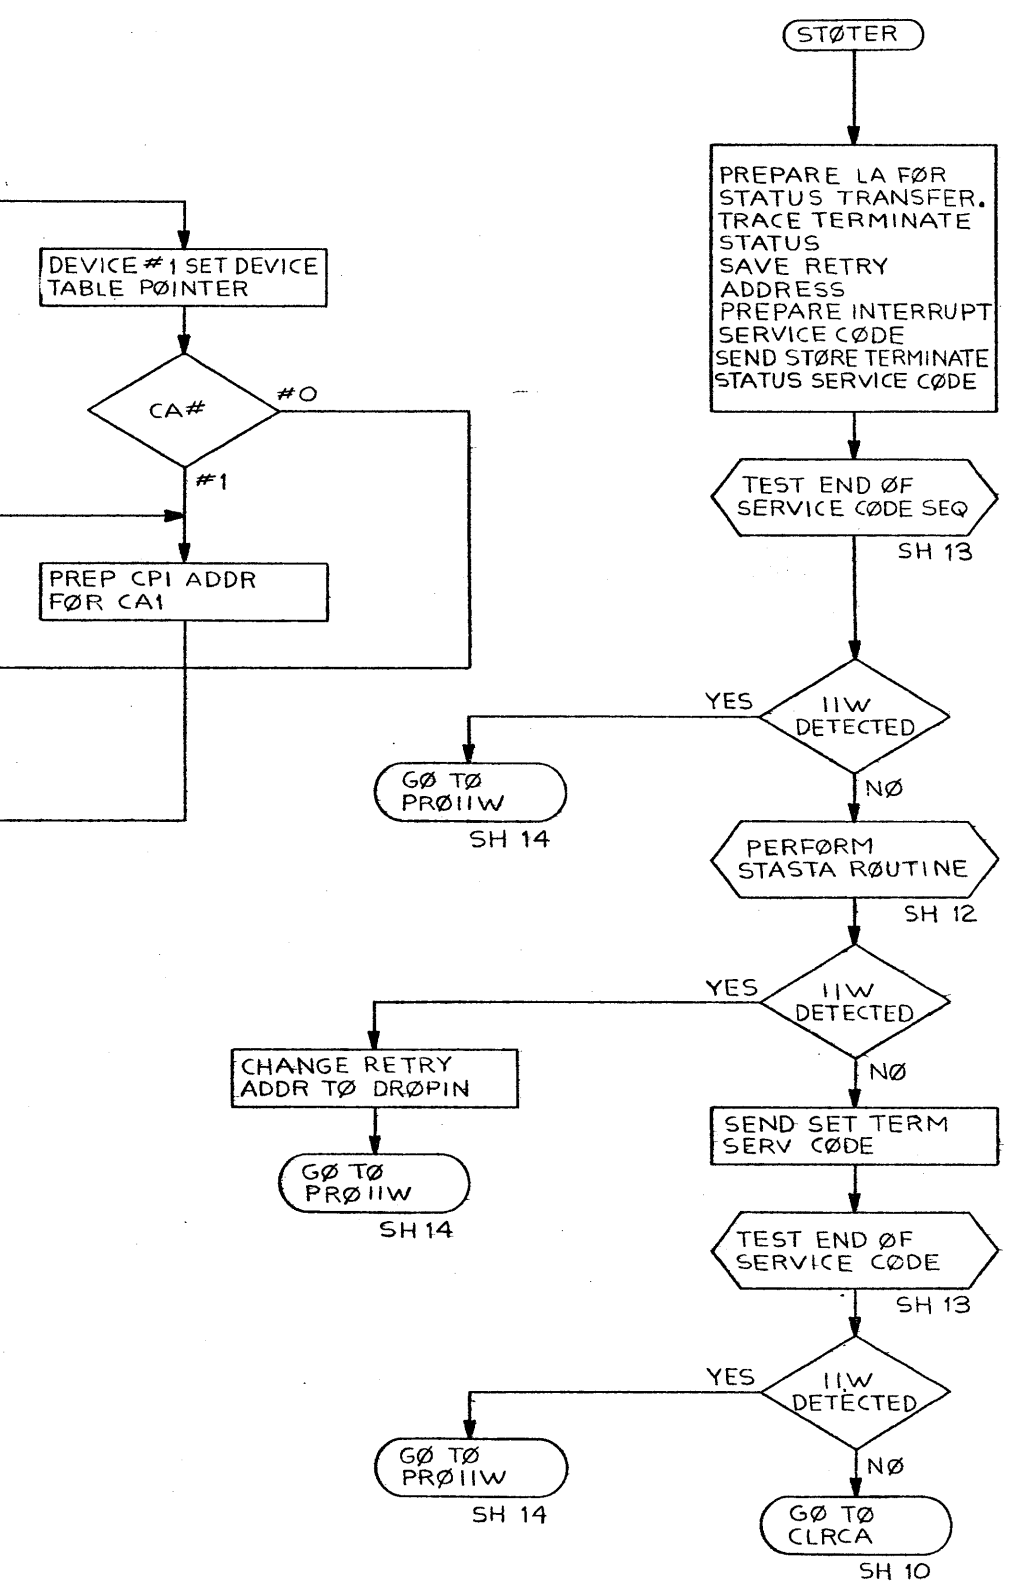 STØTER
PREPARE LA FØR
STATUS TRANSFER.
TRACE TERMINATE
STATUS
SAVE RETRY
ADDRESS
PREPARE INTERRUPT
SERVICE CØDE
SEND STØRE TERMINATE
STATUS SERVICE CØDE
DEVICE #1 SET DEVICE
TABLE PØINTER
CA#
#0
#1
PREP CPI ADDR
FØR CA1
TEST END ØF
SERVICE CØDE SEQ
SH 13
IIW
DETECTED
YES
GØ TØ
PRØIIW
SH 14
NØ
PERFØRM
STASTA RØUTINE
SH 12
IIW
DETECTED
YES
CHANGE RETRY
ADDR TØ DRØPIN
GØ TØ
PRØIIW
SH 14
NØ
SEND SET TERM
SERV CØDE
TEST END ØF
SERVICE CØDE
SH 13
IIW
DETECTED
YES
GØ TØ
PRØIIW
SH 14
NØ
GØ TØ
CLRCA
SH 10